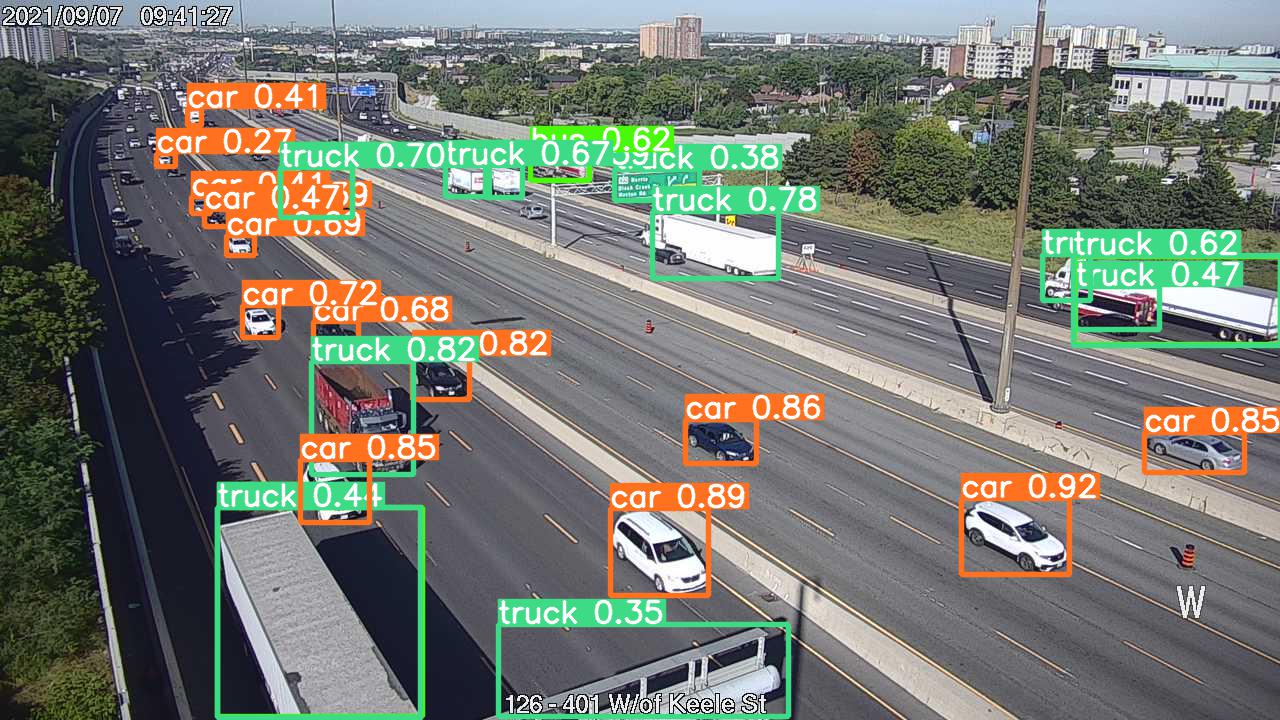 2021/09/07 09:41:27
car 0.41
car 0.27
bus 0.62
truck 0.70
truck 0.67
truck 0.38
car 0.41
0.47
truck 0.78
car 0.69
truck 0.62
truck 0.47
car 0.72
car 0.68
truck 0.82
0.82
car 0.86
car 0.85
car 0.85
truck 0.44
car 0.89
car 0.92
truck 0.35
W
126 - 401 W/of Keele St